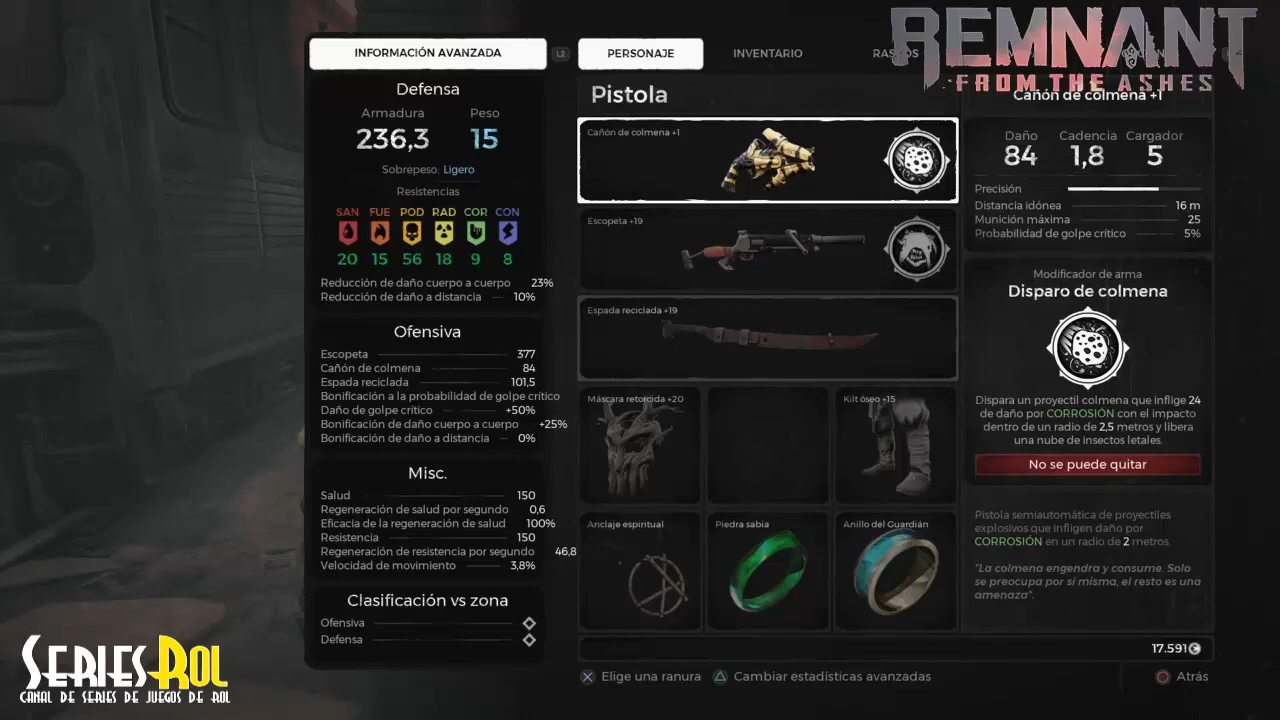 INFORMACIÓN AVANZADA
L2
PERSONAJE
INVENTARIO
REMNANT
FROM THE ASHES
Defensa
Armadura
Peso
236,3
15
Sobrepeso: Ligero
Resistencias
SAN FUE POD RAD COR CON
20 15 56 18 9 8
Reducción de daño cuerpo a cuerpo 23%
Reducción de daño a distancia 10%
Ofensiva
Escopeta 377
Cañón de colmena 84
Espada reciclada 101,5
Bonificación a la probabilidad de golpe crítico
Daño de golpe crítico +50%
Bonificación de daño cuerpo a cuerpo +25%
Bonificación de daño a distancia 0%
Misc.
Salud 150
Regeneración de salud por segundo 0,6
Eficacia de la regeneración de salud 100%
Resistencia 150
Regeneración de resistencia por segundo 46,8
Velocidad de movimiento 3,8%
Clasificación vs zona
Ofensiva
Defensa
Pistola
Cañón de colmena +1
Escopeta +19
Espada reciclada +19
Máscara retorcida +20
Kilt óseo +15
Anclaje espiritual
Piedra sabia
Anillo del Guardián
Cañón de colmena +1
Daño Cadencia Cargador
84 1,8 5
Precisión
Distancia idónea 16 m
Munición máxima 25
Probabilidad de golpe crítico 5%
Modificador de arma
Disparo de colmena
Dispara un proyectil colmena que inflige 24
de daño por CORROSIÓN con el impacto
dentro de un radio de 2,5 metros y libera
una nube de insectos letales.
No se puede quitar
Pistola semiautomática de proyectiles
explosivos que infligen daño por
CORROSIÓN en un radio de 2 metros.
"La colmena engendra y consume. Solo
se preocupa por sí misma, el resto es una
amenaza".
17.591
Elige una ranura
Cambiar estadísticas avanzadas
Atrás
SERIESROL
CANAL DE SERIES DE JUEGOS DE ROL